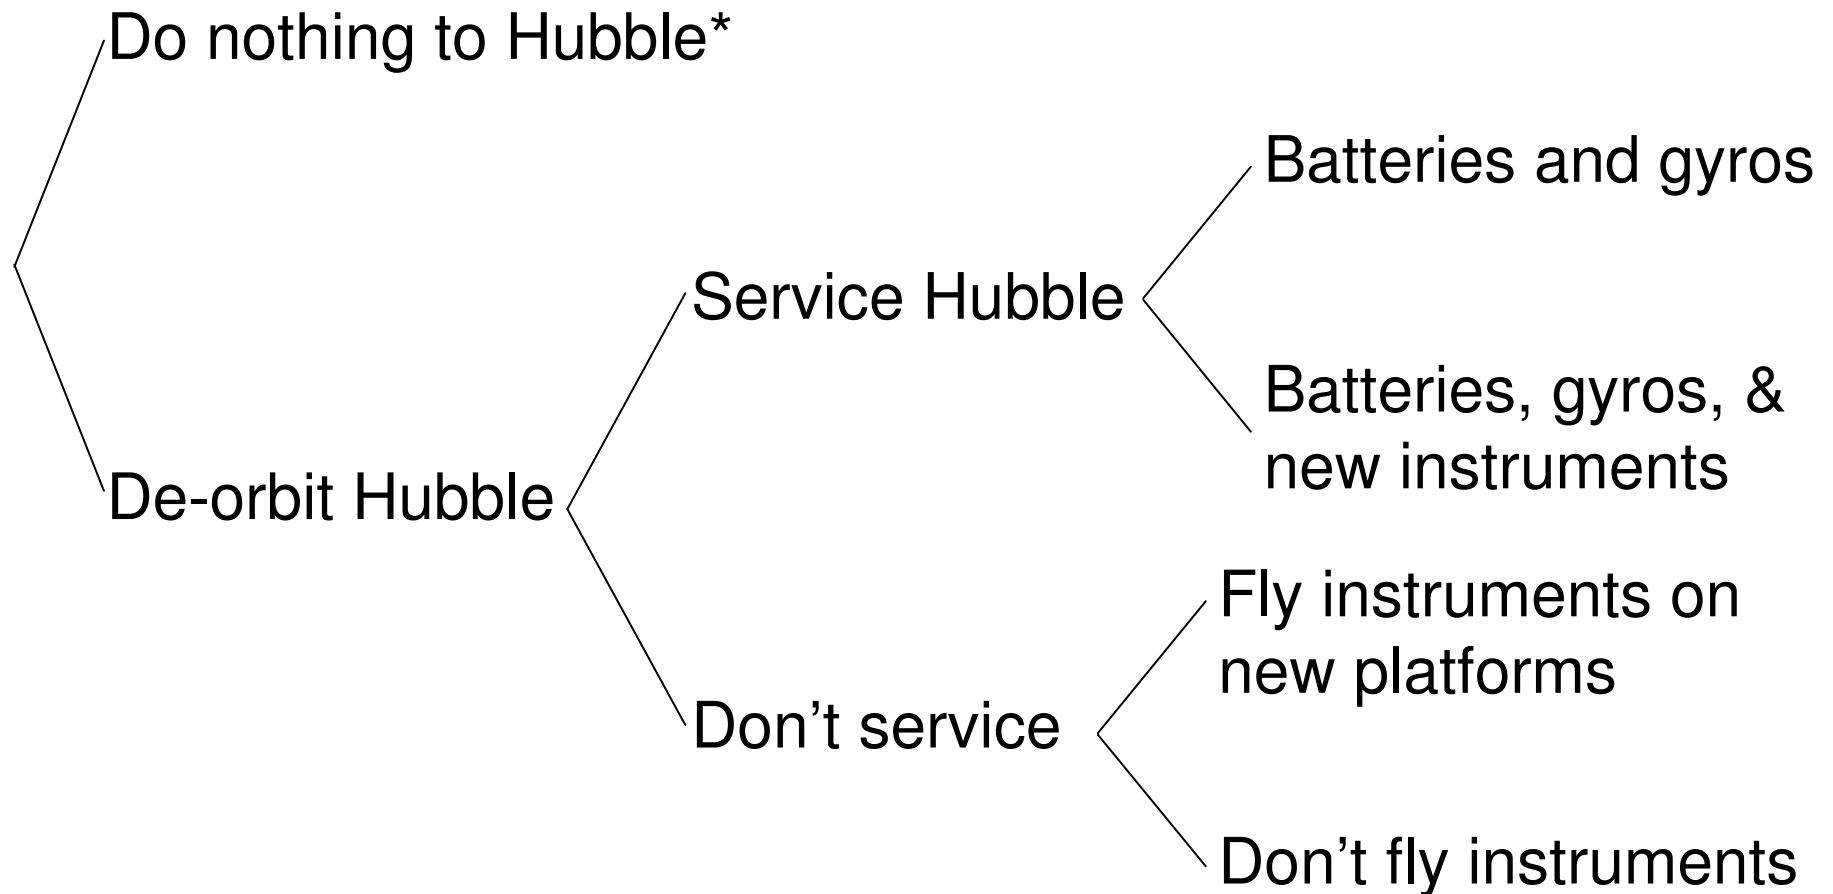 Do nothing to Hubble*
Batteries and gyros
Service Hubble
Batteries, gyros, &
new instruments
De-orbit Hubble
Fly instruments on
new platforms
Don’t service
Don’t fly instruments